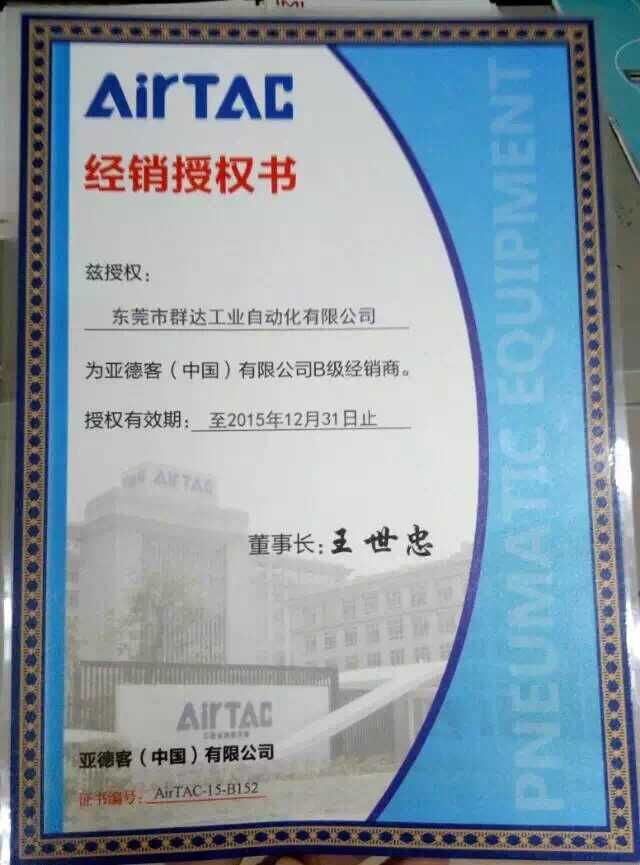 AirTAC
经销授权书
兹授权：
东莞市群达工业自动化有限公司
为亚德客（中国）有限公司B级经销商。
授权有效期：至2015年12月31日止
董事长：王世忠
AirTAC
AirTAC
亚德客（中国）有限公司
证书编号：AirTAC-15-B152
PNEUMATIC EQUIPMENT